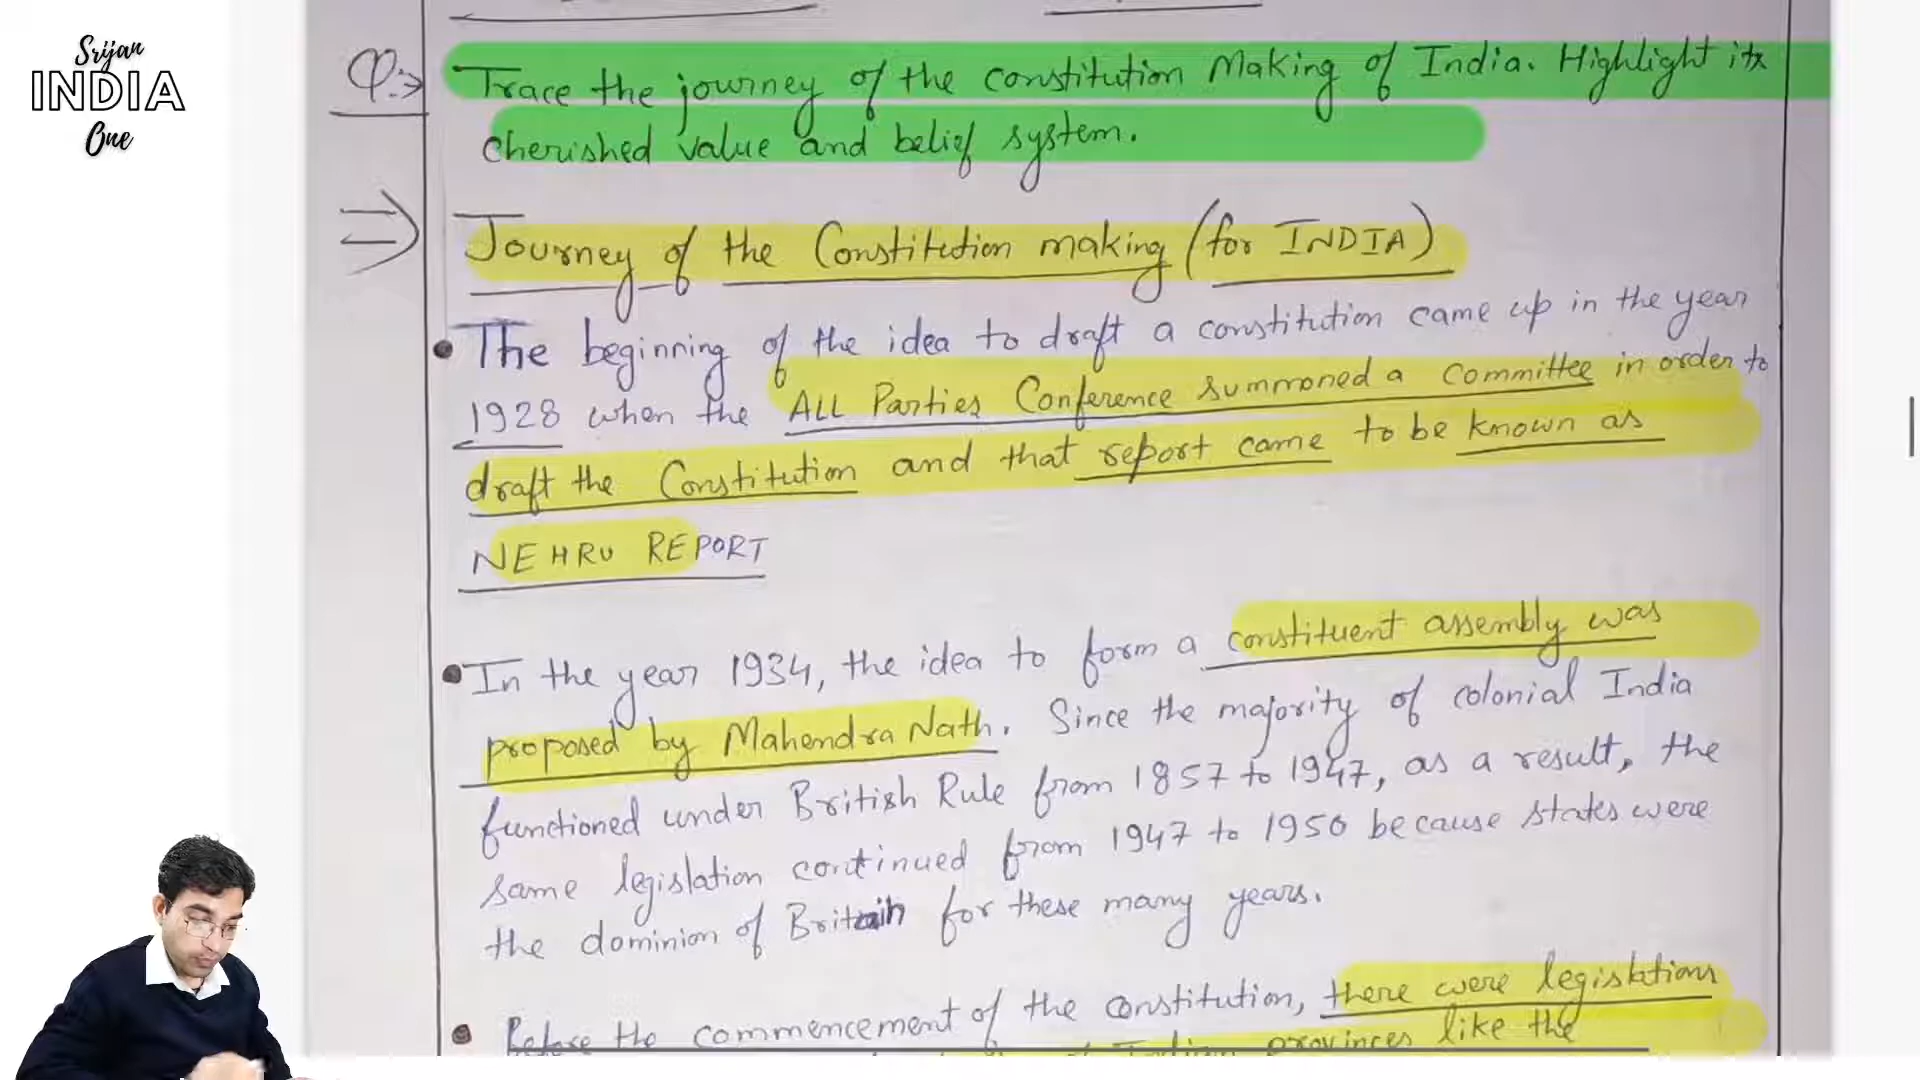 Srijan
INDIA
One
Q:→ Trace the journey of the constitution Making of India. Highlight its
cherished value and belief system.
⇒ Journey of the Constitution making (for INDIA)
• The beginning of the idea to draft a constitution came up in the year
1928 when the ALL Parties Conference summoned a committee in order to
draft the Constitution and that report came to be known as
NEHRU REPORT
• In the year 1934, the idea to form a constituent assembly was
proposed by Mahendra Nath. Since the majority of colonial India
functioned under British Rule from 1857 to 1947, as a result, the
same legislation continued from 1947 to 1950 because states were
the dominion of Britain for these many years.
• Before the commencement of the constitution, there were legislations
Indian provinces like the